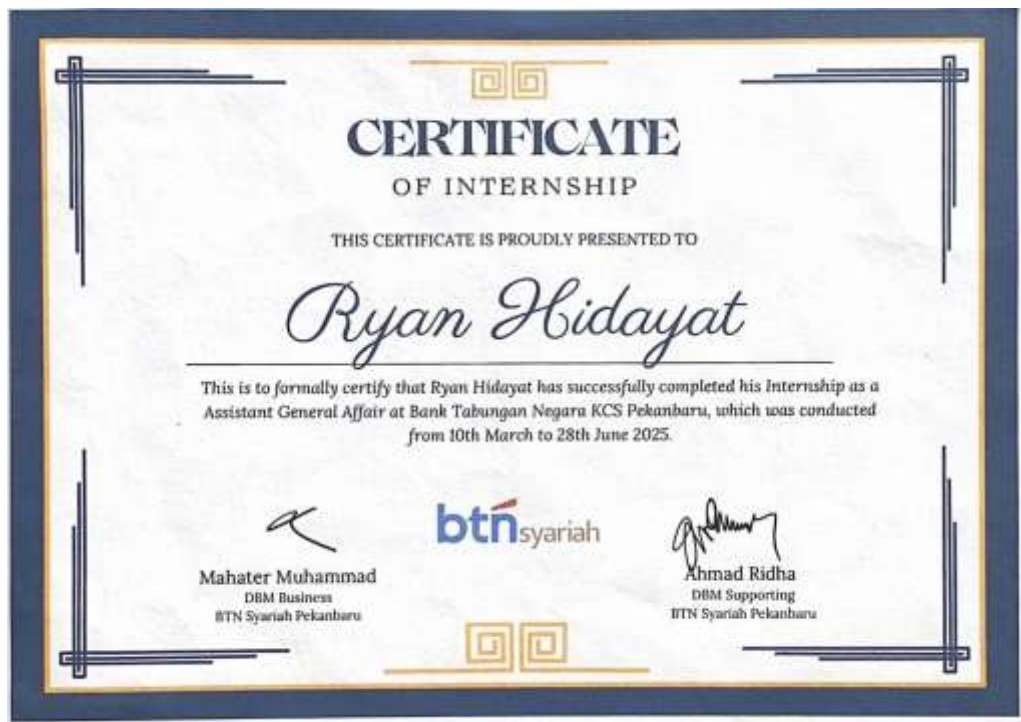 CERTIFICATE
OF INTERNSHIP
THIS CERTIFICATE IS PROUDLY PRESENTED TO
Ryan Hidayat
This is to formally certify that Ryan Hidayat has successfully completed his Internship as a
Assistant General Affair at Bank Tabungan Negara KCS Pekanbaru, which was conducted
from 10th March to 28th June 2025.
btn syariah
Mahater Muhammad
DBM Business
BTN Syariah Pekanbaru
Ahmad Ridha
DBM Supporting
BTN Syariah Pekanbaru